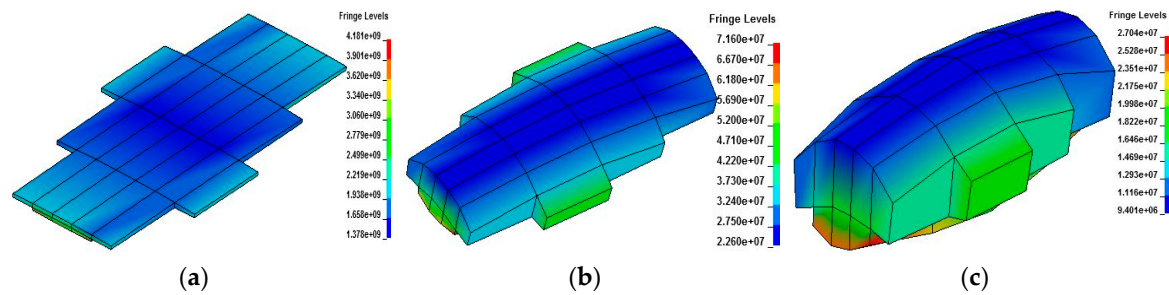 Fringe Levels
4.181e+09
3.901e+09
3.620e+09
3.340e+09
3.060e+09
2.779e+09
2.499e+09
2.219e+09
1.938e+09
1.658e+09
1.378e+09
(a)
Fringe Levels
7.160e+07
6.670e+07
6.180e+07
5.690e+07
5.200e+07
4.710e+07
4.220e+07
3.730e+07
3.240e+07
2.750e+07
2.260e+07
(b)
Fringe Levels
2.704e+07
2.528e+07
2.351e+07
2.175e+07
1.998e+07
1.822e+07
1.646e+07
1.469e+07
1.293e+07
1.116e+07
9.401e+06
(c)